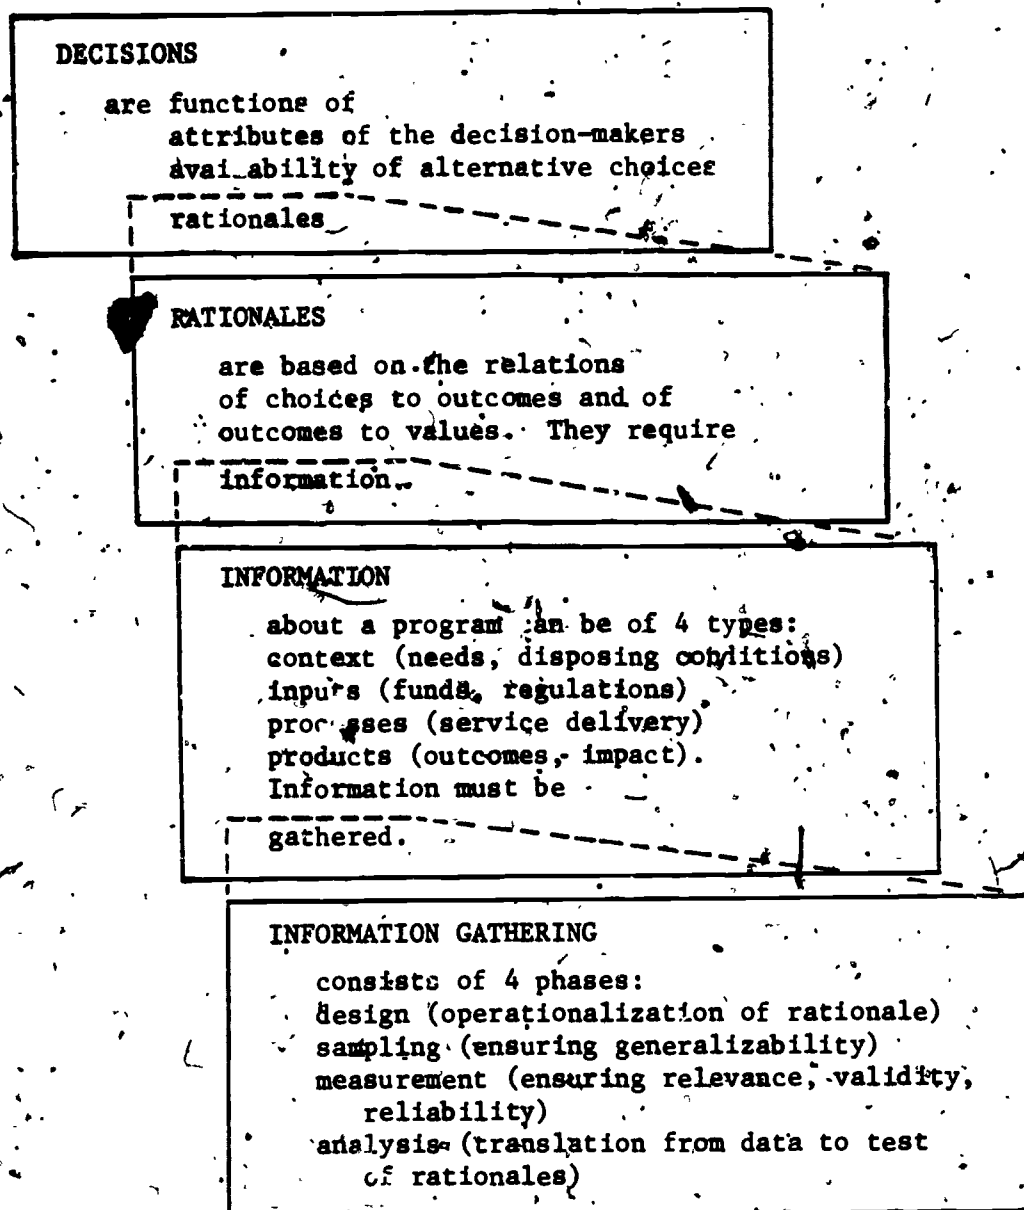 DECISIONS
are functions of
attributes of the decision-makers
availability of alternative choices
rationales
RATIONALES
are based on the relations
of choices to outcomes and of
outcomes to values. They require
information.
INFORMATION
about a program can be of 4 types:
context (needs, disposing conditions)
inputs (funds, regulations)
processes (service delivery)
products (outcomes, impact).
Information must be
gathered.
INFORMATION GATHERING
consists of 4 phases:
design (operationalization of rationale)
sampling (ensuring generalizability)
measurement (ensuring relevance, validity,
reliability)
analysis (translation from data to test
of rationales)